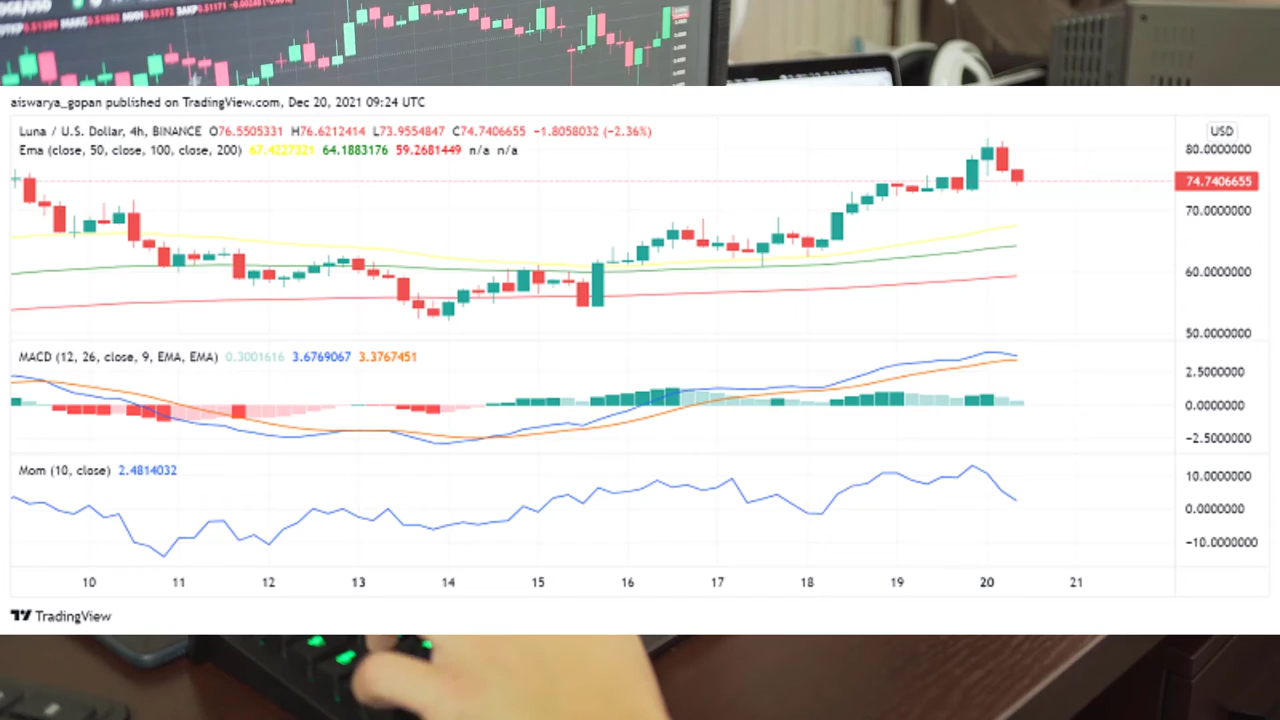 aiswarya_gopan published on TradingView.com, Dec 20, 2021 09:24 UTC
Luna / U.S. Dollar, 4h, BINANCE O76.5505331 H76.6212414 L73.9554847 C74.7406655 −1.8058032 (−2.36%)
USD
Ema (close, 50, close, 100, close, 200) 67.4227321 64.1883176 59.2681449 n/a n/a
80.0000000
74.7406655
70.0000000
60.0000000
50.0000000
MACD (12, 26, close, 9, EMA, EMA) 0.3001616 3.6769067 3.3767451
2.5000000
0.0000000
−2.5000000
Mom (10, close) 2.4814032
10.0000000
0.0000000
−10.0000000
10 11 12 13 14 15 16 17 18 19 20 21
TradingView